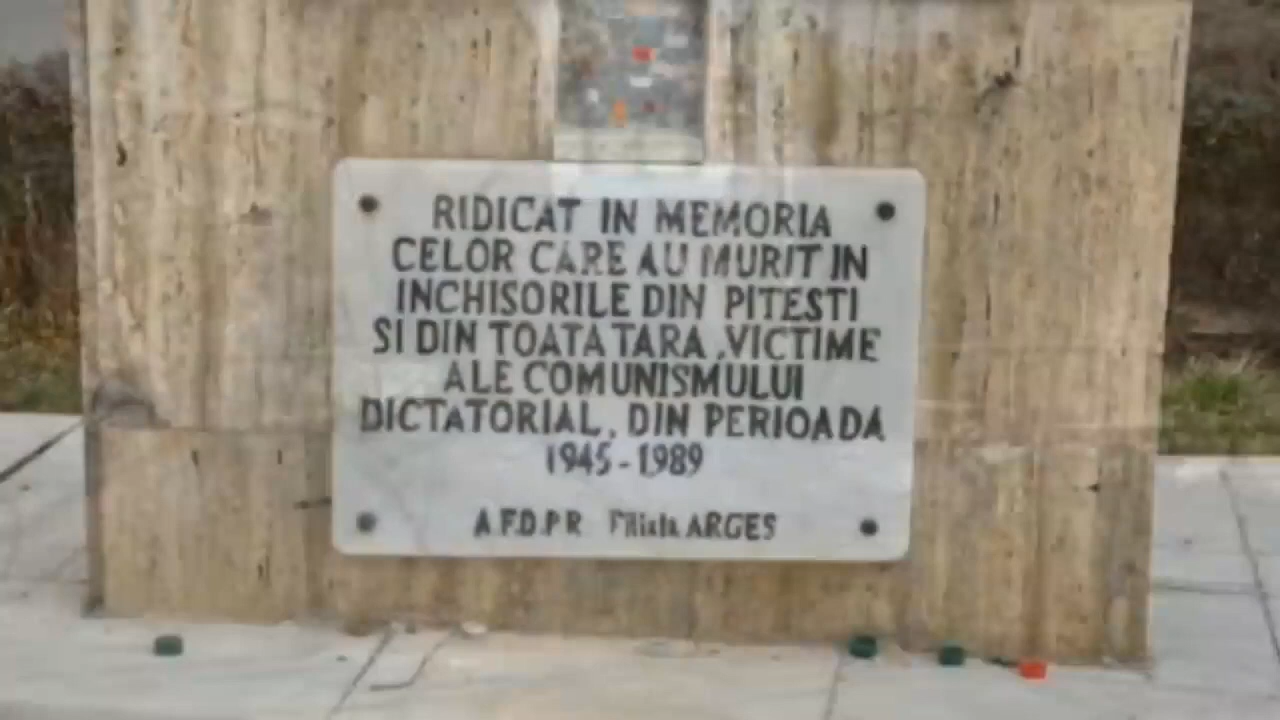 RIDICAT IN MEMORIA
CELOR CARE AU MURIT IN
INCHISORILE DIN PITESTI
SI DIN TOATA TARA ,VICTIME
ALE COMUNISMULUI
DICTATORIAL, DIN PERIOADA
1945-1989
A.F.D.P.R Filiala ARGES